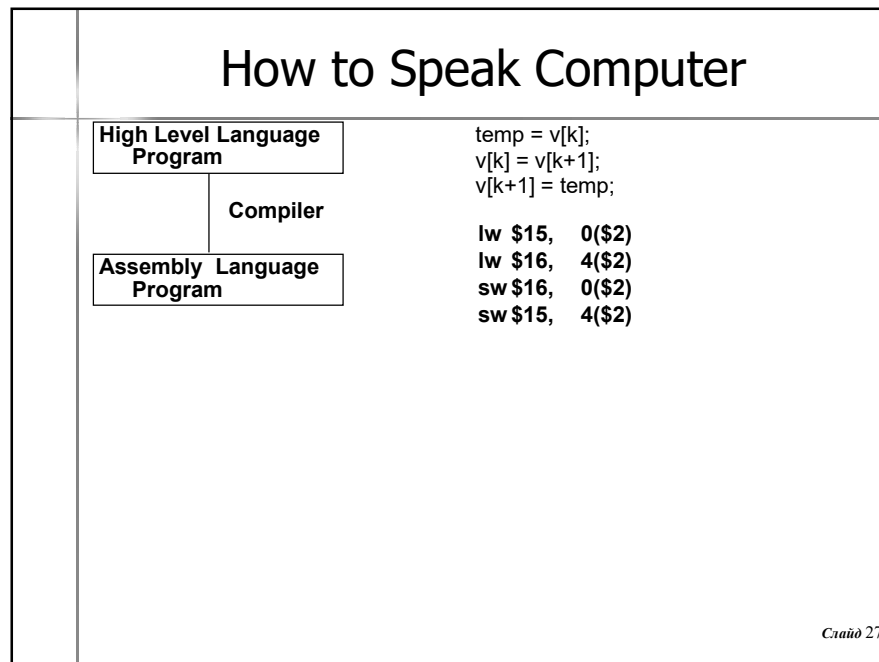 How to Speak Computer
High Level Language
Program
Compiler
Assembly Language
Program
temp = v[k];
v[k] = v[k+1];
v[k+1] = temp;
lw $15, 0($2)
lw $16, 4($2)
sw $16, 0($2)
sw $15, 4($2)
Слайд 27